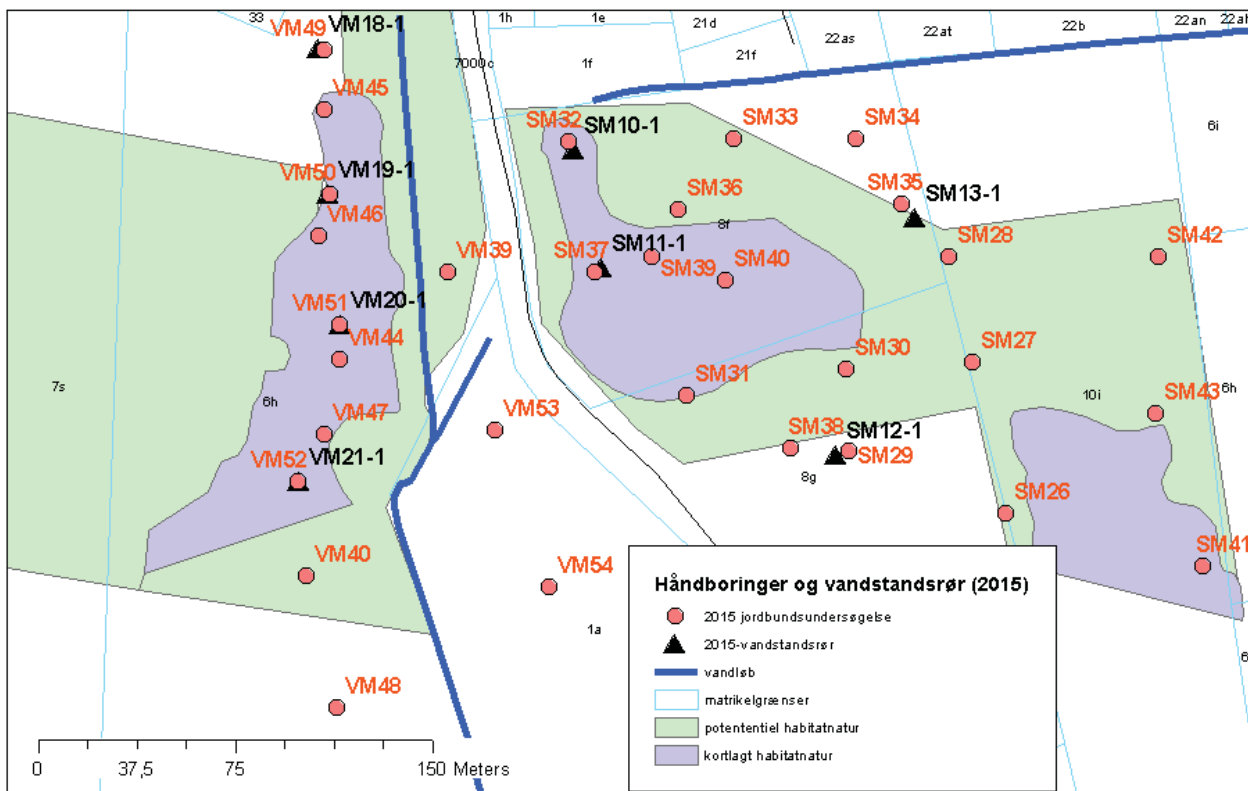 33
VM49
VM18-1
1h
1e
21d
22as
22at
22b
22an
7000c
1f
21f
VM45
SM32
SM10-1
SM33
SM34
6i
VM50
VM19-1
VM46
SM36
SM35
SM13-1
8f
VM39
SM37
SM11-1
SM39
SM40
SM28
SM42
VM51
VM20-1
VM44
7s
6h
SM30
SM27
SM31
10i
SM43
6h
VM47
VM53
SM38
SM12-1
SM29
8g
VM52
VM21-1
SM26
VM40
VM54
SM41
1a
VM48
Håndboringer og vandstandsrør (2015)
2015 jordbundsundersøgelse
2015-vandstandsrør
vandløb
matrikelgrænser
potententiel habitatnatur
kortlagt habitatnatur
0 37,5 75 150 Meters